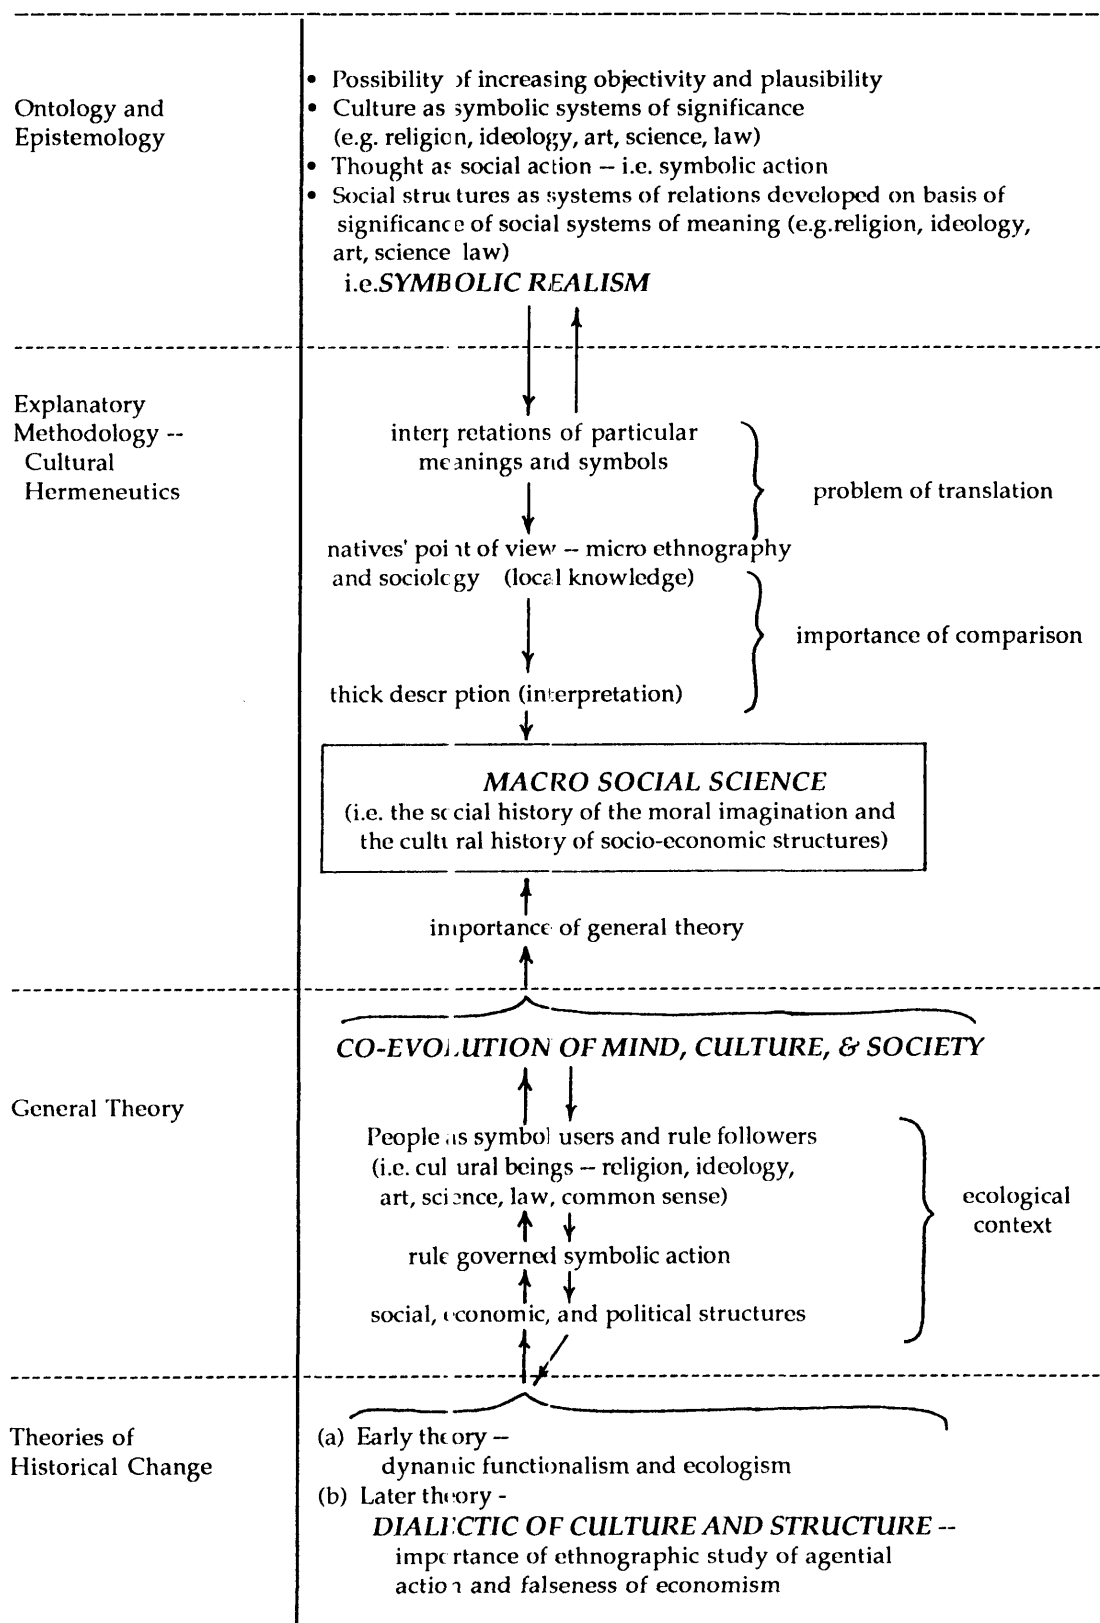 Ontology and
Epistemology
• Possibility of increasing objectivity and plausibility
• Culture as symbolic systems of significance
(e.g. religion, ideology, art, science, law)
• Thought as social action – i.e. symbolic action
• Social structures as systems of relations developed on basis of
significance of social systems of meaning (e.g.religion, ideology,
art, science law)
i.e.SYMBOLIC REALISM
Explanatory
Methodology --
Cultural
Hermeneutics
interpretations of particular
meanings and symbols
problem of translation
natives' point of view – micro ethnography
and sociology (local knowledge)
importance of comparison
thick description (interpretation)
MACRO SOCIAL SCIENCE
(i.e. the social history of the moral imagination and
the cultural history of socio-economic structures)
importance of general theory
CO-EVOLUTION OF MIND, CULTURE, & SOCIETY
General Theory
People as symbol users and rule followers
(i.e. cultural beings – religion, ideology,
art, science, law, common sense)
ecological
context
rule governed symbolic action
social, economic, and political structures
Theories of
Historical Change
(a) Early theory –
dynamic functionalism and ecologism
(b) Later theory -
DIALECTIC OF CULTURE AND STRUCTURE --
importance of ethnographic study of agential
action and falseness of economism